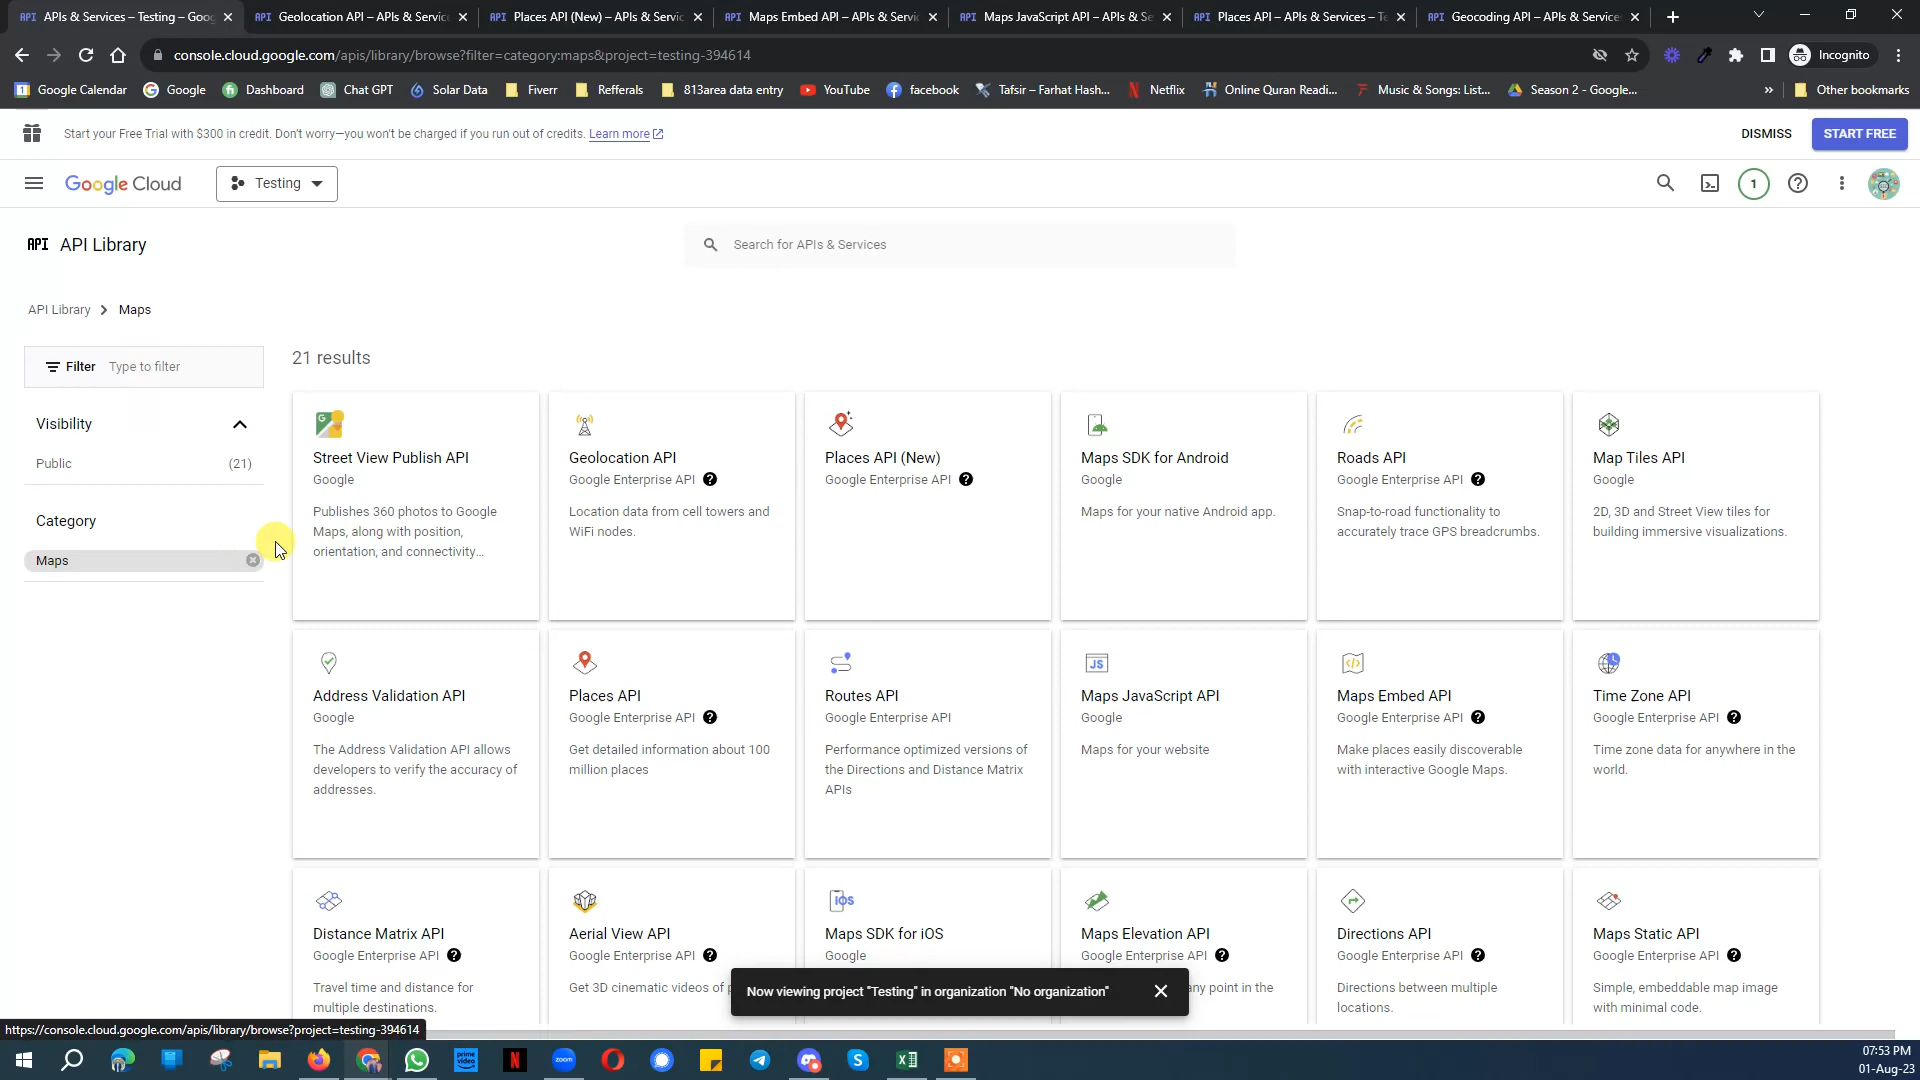 APIs & Services – Testing – Goog
Geolocation API – APIs & Service
Places API (New) – APIs & Servic
Maps Embed API – APIs & Servic
Maps JavaScript API – APIs & Se
Places API – APIs & Services – Te
Geocoding API – APIs & Service
console.cloud.google.com/apis/library/browse?filter=category:maps&project=testing-394614
Incognito
Google Calendar
Google
Dashboard
Chat GPT
Solar Data
Fiverr
Refferals
813area data entry
YouTube
facebook
Tafsir – Farhat Hash...
Netflix
Online Quran Readi...
Music & Songs: List...
Season 2 - Google...
»
Other bookmarks
Start your Free Trial with $300 in credit. Don't worry—you won't be charged if you run out of credits. Learn more
DISMISS
START FREE
Google Cloud
Testing
1
API API Library
Search for APIs & Services
API Library > Maps
Filter Type to filter
21 results
Visibility
Public (21)
Category
Maps
Street View Publish API
Google
Publishes 360 photos to Google
Maps, along with position,
orientation, and connectivity...
Geolocation API
Google Enterprise API
Location data from cell towers and
WiFi nodes.
Places API (New)
Google Enterprise API
Maps SDK for Android
Google
Maps for your native Android app.
Roads API
Google Enterprise API
Snap-to-road functionality to
accurately trace GPS breadcrumbs.
Map Tiles API
Google
2D, 3D and Street View tiles for
building immersive visualizations.
Address Validation API
Google
The Address Validation API allows
developers to verify the accuracy of
addresses.
Places API
Google Enterprise API
Get detailed information about 100
million places
Routes API
Google Enterprise API
Performance optimized versions of
the Directions and Distance Matrix
APIs
JS
Maps JavaScript API
Google
Maps for your website
Maps Embed API
Google Enterprise API
Make places easily discoverable
with interactive Google Maps.
Time Zone API
Google Enterprise API
Time zone data for anywhere in the
world.
Distance Matrix API
Google Enterprise API
Travel time and distance for
multiple destinations.
Aerial View API
Google Enterprise API
Get 3D cinematic videos of
iOS
Maps SDK for iOS
Google
Maps Elevation API
Google Enterprise API
any point in the
Directions API
Google Enterprise API
Directions between multiple
locations.
Maps Static API
Google Enterprise API
Simple, embeddable map image
with minimal code.
Now viewing project "Testing" in organization "No organization"
https://console.cloud.google.com/apis/library/browse?project=testing-394614
prime video
N
zoom
07:53 PM
01-Aug-23